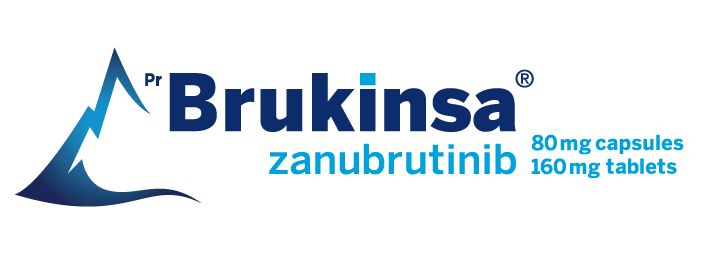 Pr Brukinsa®
zanubrutinib
80 mg capsules
160 mg tablets